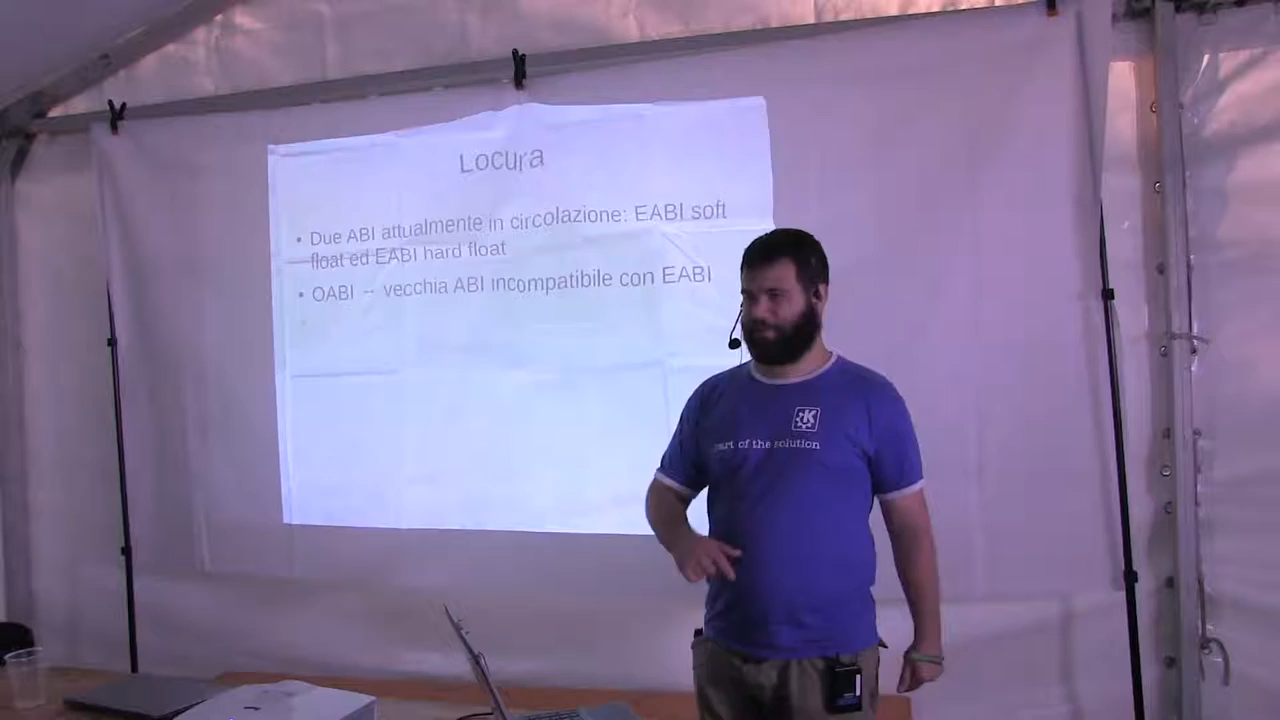 Locura
• Due ABI attualmente in circolazione: EABI soft
float ed EABI hard float
• OABI – vecchia ABI incompatibile con EABI
K
part of the solution